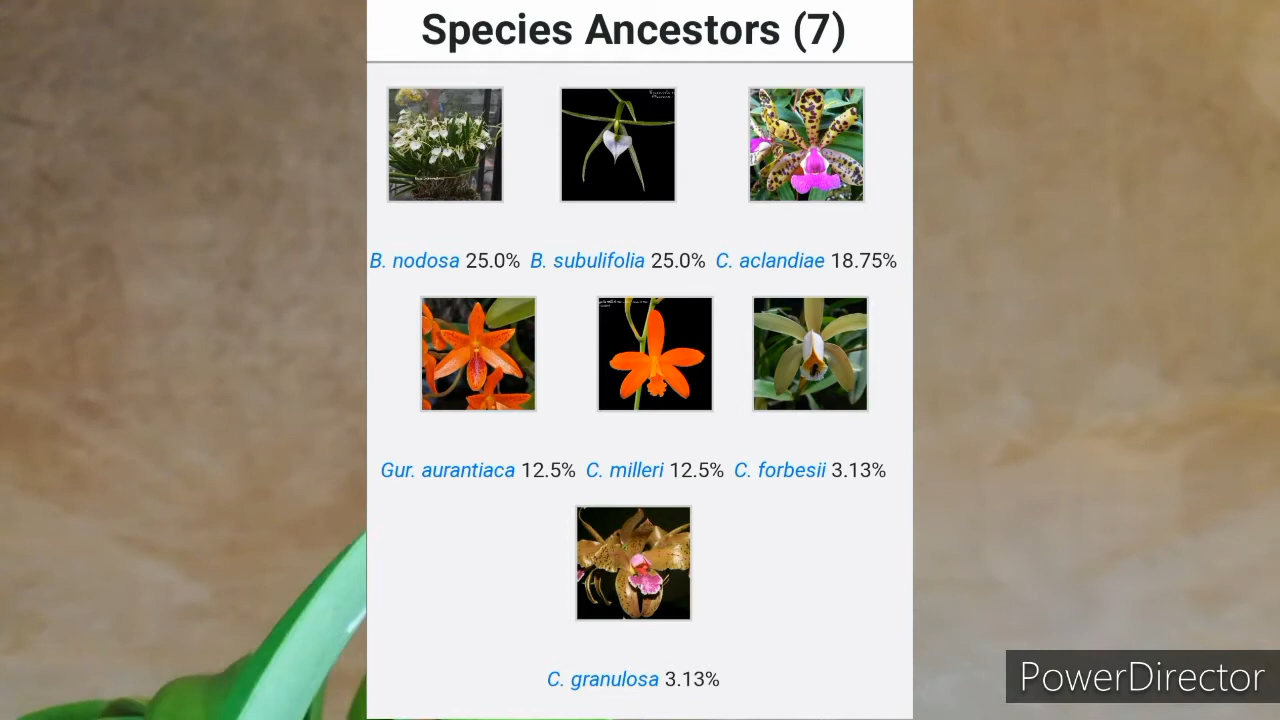 Species Ancestors (7)
B. nodosa 25.0% B. subulifolia 25.0% C. aclandiae 18.75%
Gur. aurantiaca 12.5% C. milleri 12.5% C. forbesii 3.13%
C. granulosa 3.13%
PowerDirector